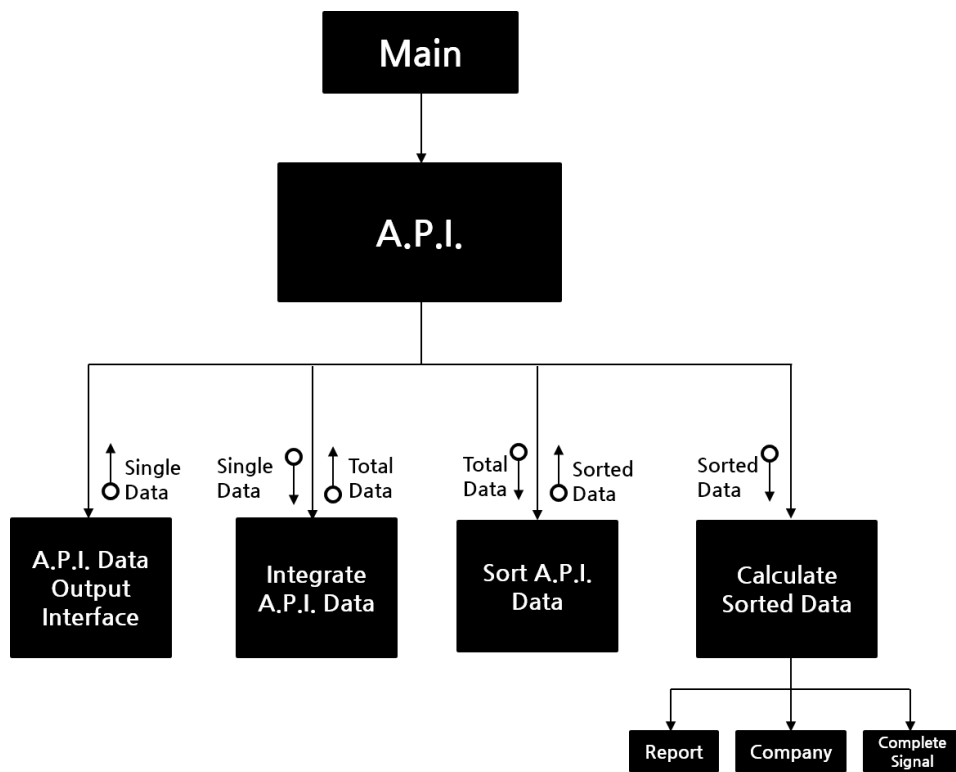 Main
A.P.I.
Single
Data
Single
Data
Total
Data
Total
Data
Sorted
Data
Sorted
Data
A.P.I. Data
Output
Interface
Integrate
A.P.I. Data
Sort A.P.I.
Data
Calculate
Sorted Data
Report
Company
Complete
Signal